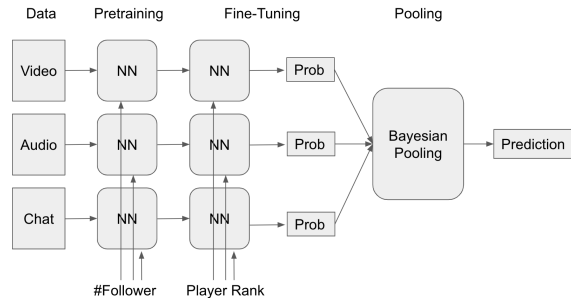 Data Pretraining Fine-Tuning Pooling
Video NN NN Prob
Audio NN NN Prob Bayesian Pooling Prediction
Chat NN NN Prob
#Follower Player Rank